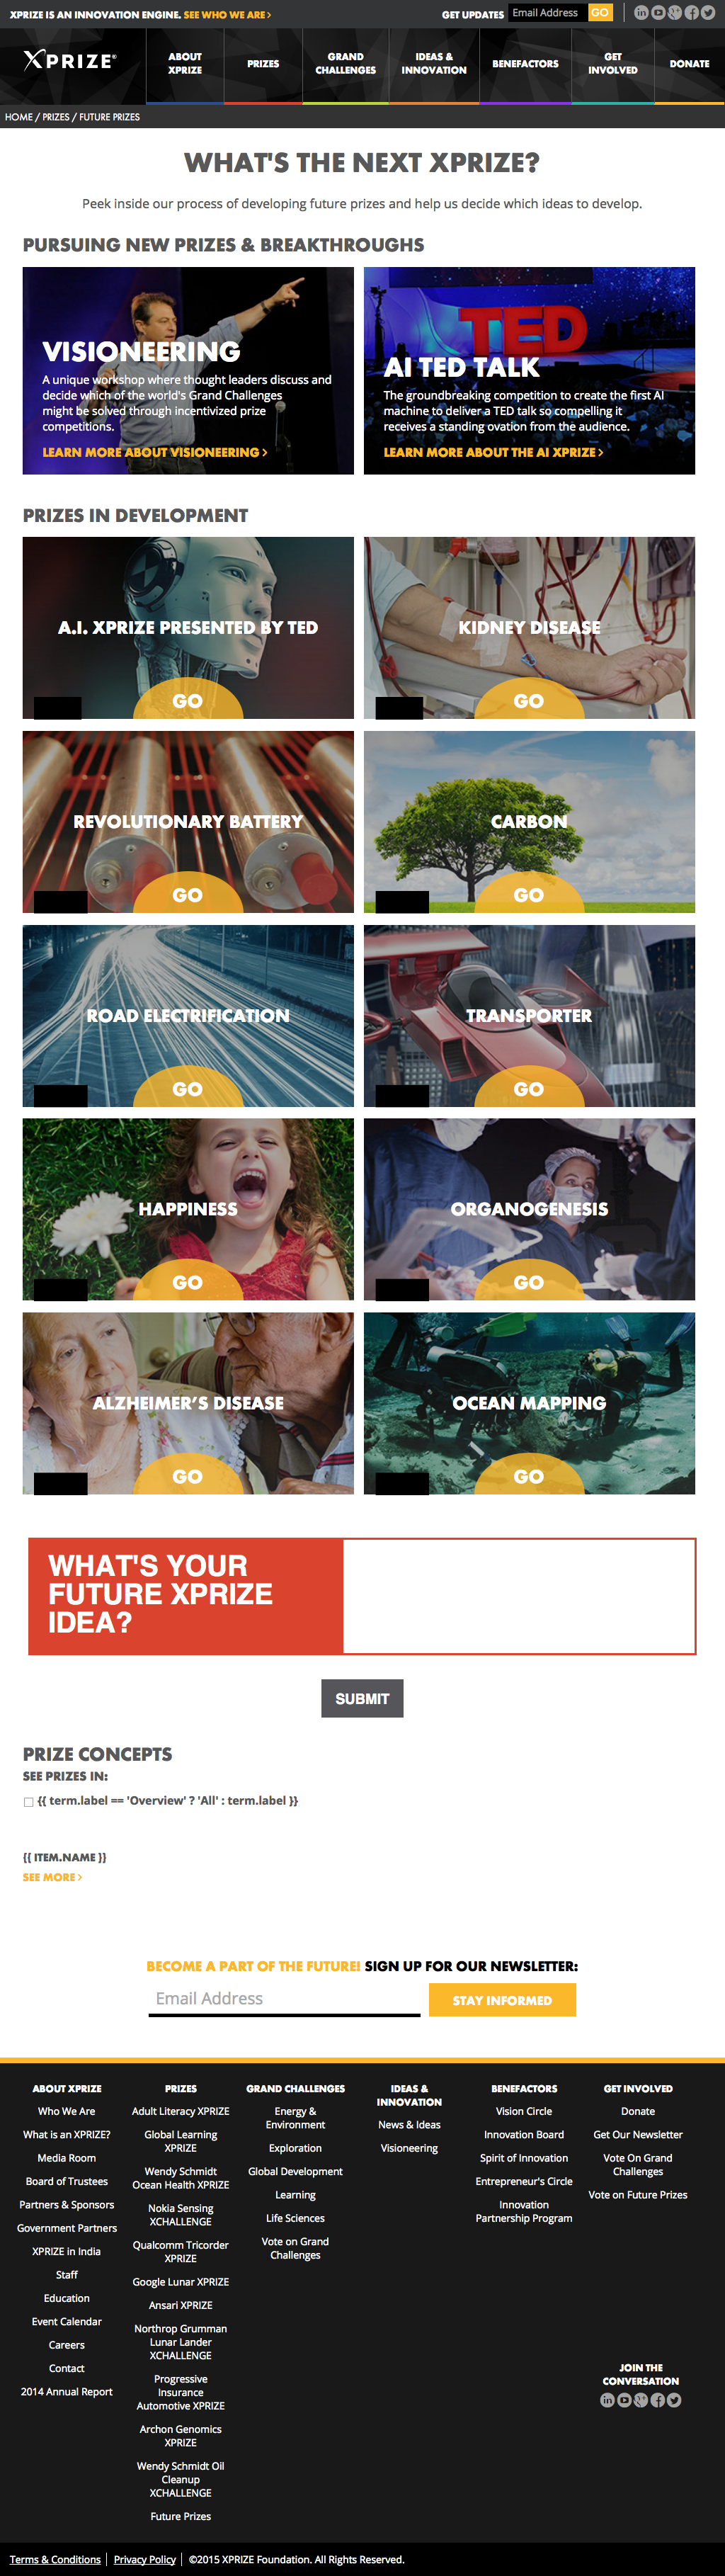 XPRIZE IS AN INNOVATION ENGINE. SEE WHO WE ARE >
GET UPDATES
Email Address
GO
XPRIZE®
ABOUT
XPRIZE
PRIZES
GRAND
CHALLENGES
IDEAS &
INNOVATION
BENEFACTORS
GET
INVOLVED
DONATE
HOME / PRIZES / FUTURE PRIZES
WHAT'S THE NEXT XPRIZE?
Peek inside our process of developing future prizes and help us decide which ideas to develop.
PURSUING NEW PRIZES & BREAKTHROUGHS
VISIONEERING
A unique workshop where thought leaders discuss and
decide which of the world's Grand Challenges
might be solved through incentivized prize
competitions.
LEARN MORE ABOUT VISIONEERING >
TED
AI TED TALK
The groundbreaking competition to create the first AI
machine to deliver a TED talk so compelling it
receives a standing ovation from the audience.
LEARN MORE ABOUT THE AI XPRIZE >
PRIZES IN DEVELOPMENT
A.I. XPRIZE PRESENTED BY TED
GO
KIDNEY DISEASE
GO
REVOLUTIONARY BATTERY
GO
CARBON
GO
ROAD ELECTRIFICATION
GO
TRANSPORTER
GO
HAPPINESS
GO
ORGANOGENESIS
GO
ALZHEIMER'S DISEASE
GO
OCEAN MAPPING
GO
WHAT'S YOUR
FUTURE XPRIZE
IDEA?
SUBMIT
PRIZE CONCEPTS
SEE PRIZES IN:
{{ term.label == 'Overview' ? 'All' : term.label }}
{{ ITEM.NAME }}
SEE MORE >
BECOME A PART OF THE FUTURE! SIGN UP FOR OUR NEWSLETTER:
Email Address
STAY INFORMED
ABOUT XPRIZE
Who We Are
What is an XPRIZE?
Media Room
Board of Trustees
Partners & Sponsors
Government Partners
XPRIZE in India
Staff
Education
Event Calendar
Careers
Contact
2014 Annual Report
PRIZES
Adult Literacy XPRIZE
Global Learning
XPRIZE
Wendy Schmidt
Ocean Health XPRIZE
Nokia Sensing
XCHALLENGE
Qualcomm Tricorder
XPRIZE
Google Lunar XPRIZE
Ansari XPRIZE
Northrop Grumman
Lunar Lander
XCHALLENGE
Progressive
Insurance
Automotive XPRIZE
Archon Genomics
XPRIZE
Wendy Schmidt Oil
Cleanup
XCHALLENGE
Future Prizes
GRAND CHALLENGES
Energy &
Environment
Exploration
Global Development
Learning
Life Sciences
Vote on Grand
Challenges
IDEAS &
INNOVATION
News & Ideas
Visioneering
BENEFACTORS
Vision Circle
Innovation Board
Spirit of Innovation
Entrepreneur's Circle
Innovation
Partnership Program
GET INVOLVED
Donate
Get Our Newsletter
Vote On Grand
Challenges
Vote on Future Prizes
JOIN THE
CONVERSATION
Terms & Conditions | Privacy Policy | ©2015 XPRIZE Foundation. All Rights Reserved.